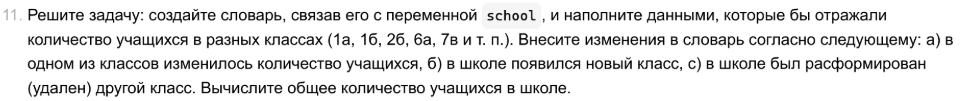 11. Решите задачу: создайте словарь, связав его с переменной school, и наполните данными, которые бы отражали
количество учащихся в разных классах (1а, 1б, 2б, 6а, 7в и т. п.). Внесите изменения в словарь согласно следующему: а) в
одном из классов изменилось количество учащихся, б) в школе появился новый класс, с) в школе был расформирован
(удален) другой класс. Вычислите общее количество учащихся в школе.